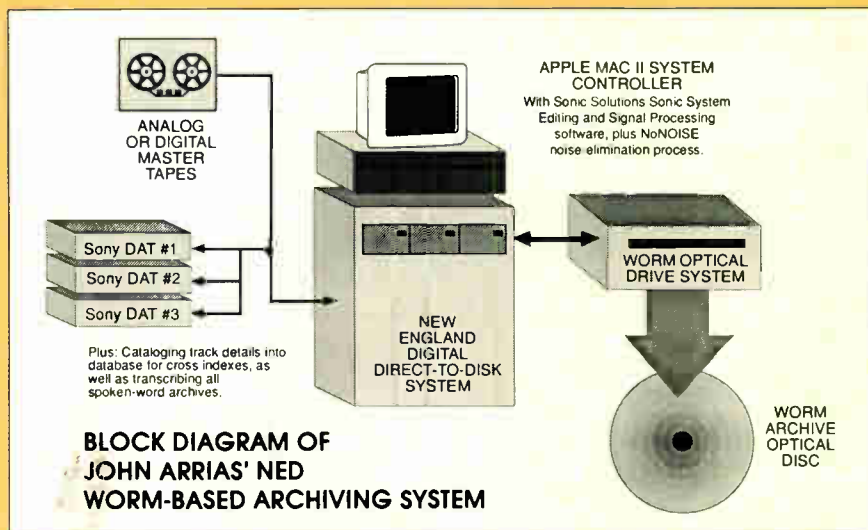 ANALOG
OR DIGITAL
MASTER
TAPES
APPLE MAC II SYSTEM
CONTROLLER
With Sonic Solutions Sonic System
Editing and Signal Processing
software, plus NoNOISE
noise elimination process.
Sony DAT #1
Sony DAT #2
Sony DAT #3
Plus: Cataloging track details into
database for cross indexes, as
well as transcribing all
spoken-word archives.
NEW
ENGLAND
DIGITAL
DIRECT-TO-DISK
SYSTEM
WORM OPTICAL
DRIVE SYSTEM
WORM
ARCHIVE
OPTICAL
DISC
BLOCK DIAGRAM OF
JOHN ARRIAS' NED
WORM-BASED ARCHIVING SYSTEM